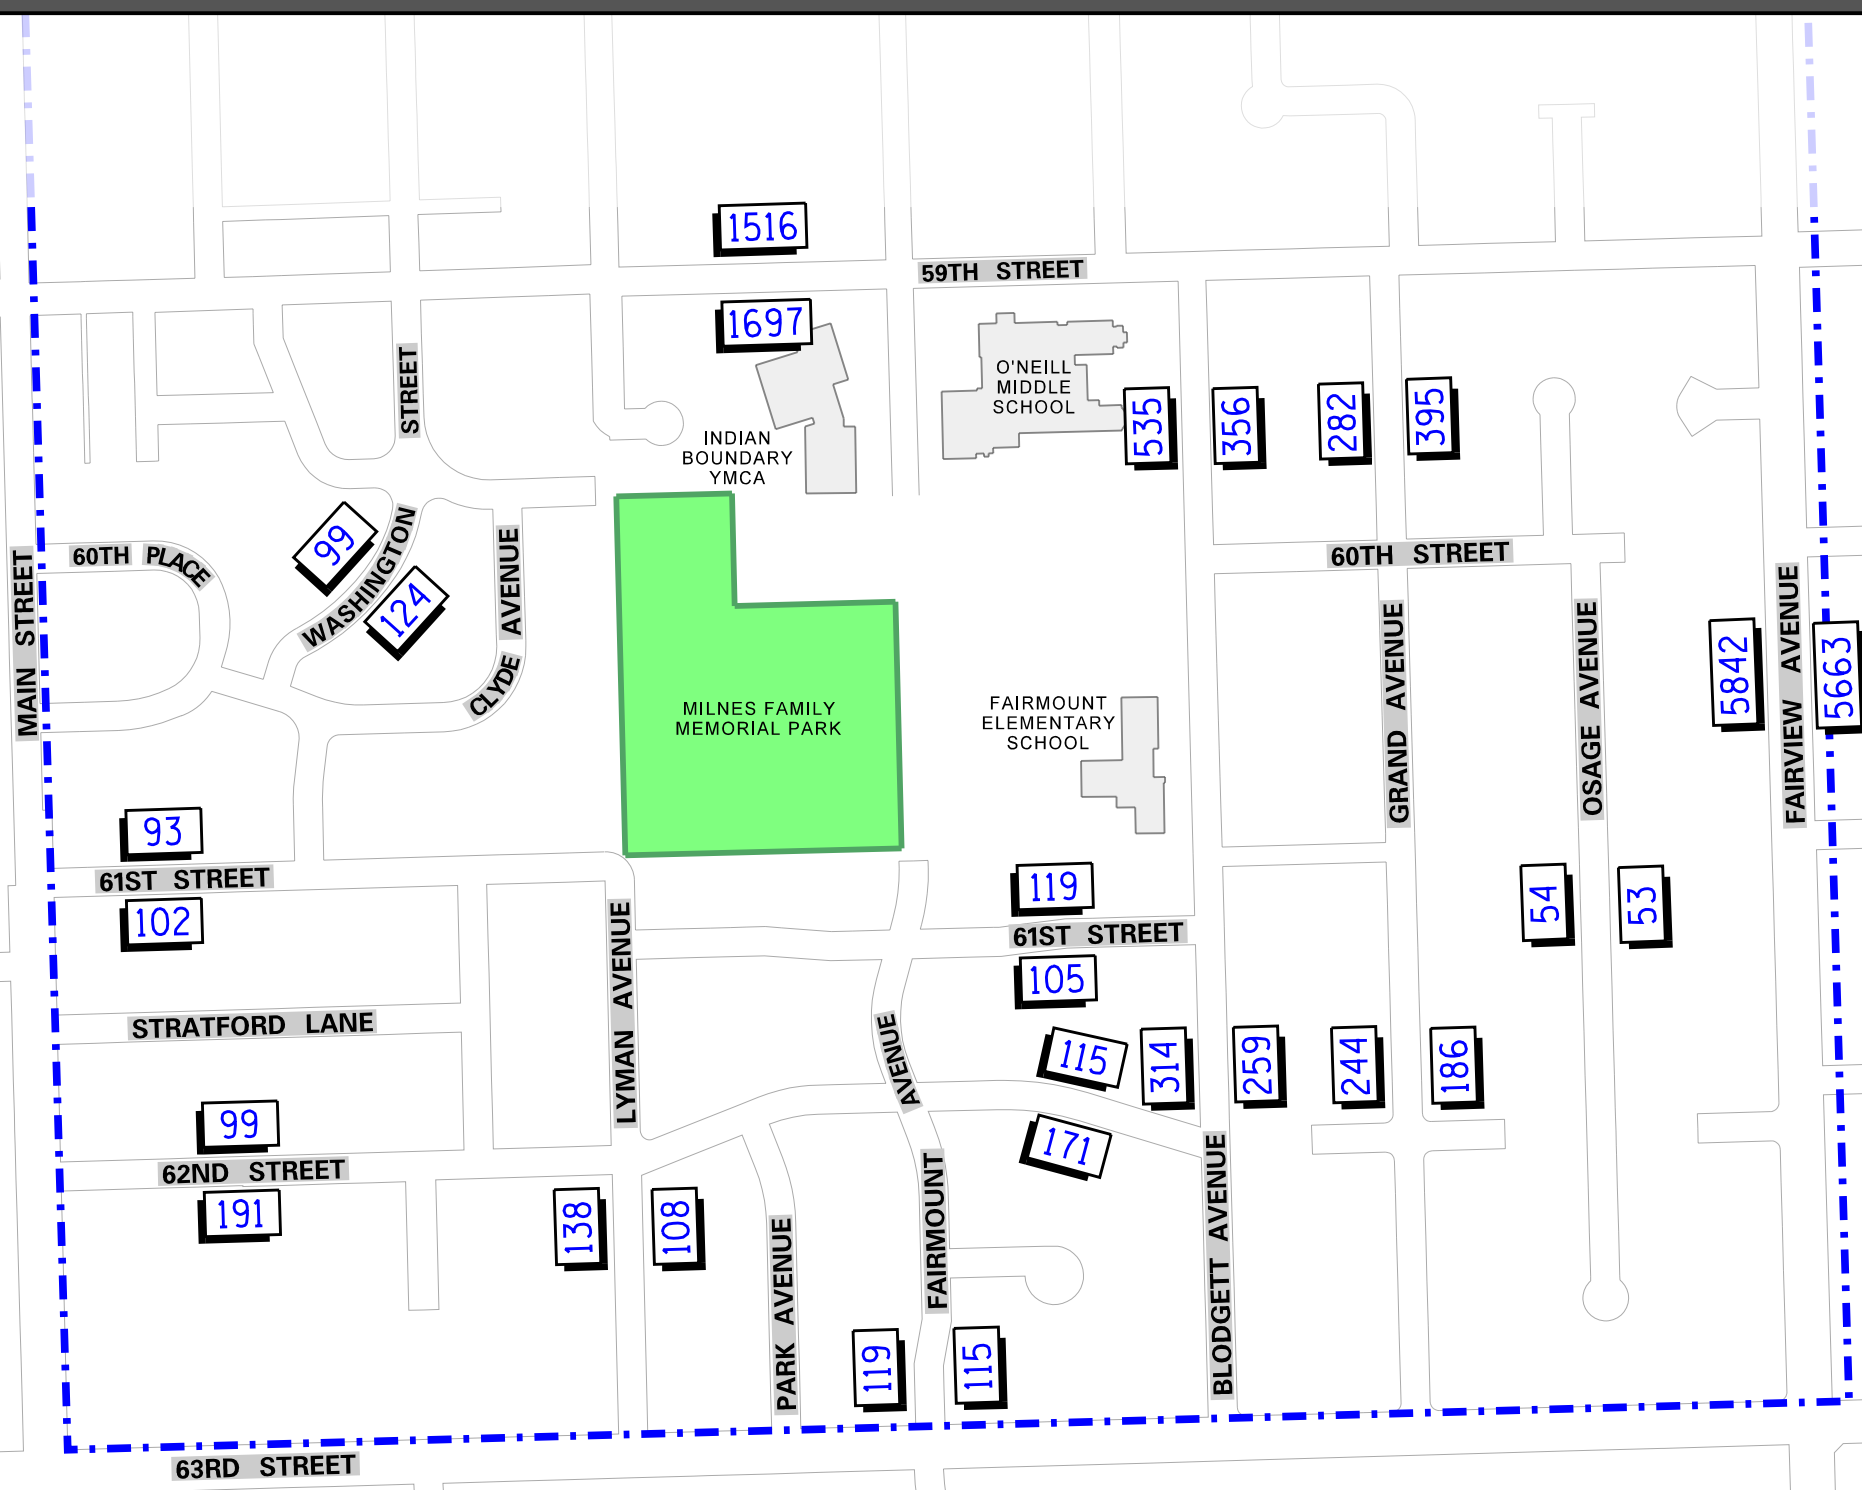 1516
59TH STREET
1697
O'NEILL
MIDDLE
SCHOOL
STREET
535
356
282
395
INDIAN
BOUNDARY
YMCA
99
WASHINGTON
124
60TH PLACE
CLYDE AVENUE
MAIN STREET
60TH STREET
GRAND AVENUE
OSAGE AVENUE
5842
FAIRVIEW AVENUE
5663
MILNES FAMILY
MEMORIAL PARK
FAIRMOUNT
ELEMENTARY
SCHOOL
93
61ST STREET
102
119
61ST STREET
105
54
53
LYMAN AVENUE
STRATFORD LANE
115
314
259
244
186
171
99
62ND STREET
191
138
108
PARK AVENUE
FAIRMOUNT AVENUE
BLODGETT AVENUE
119
115
63RD STREET